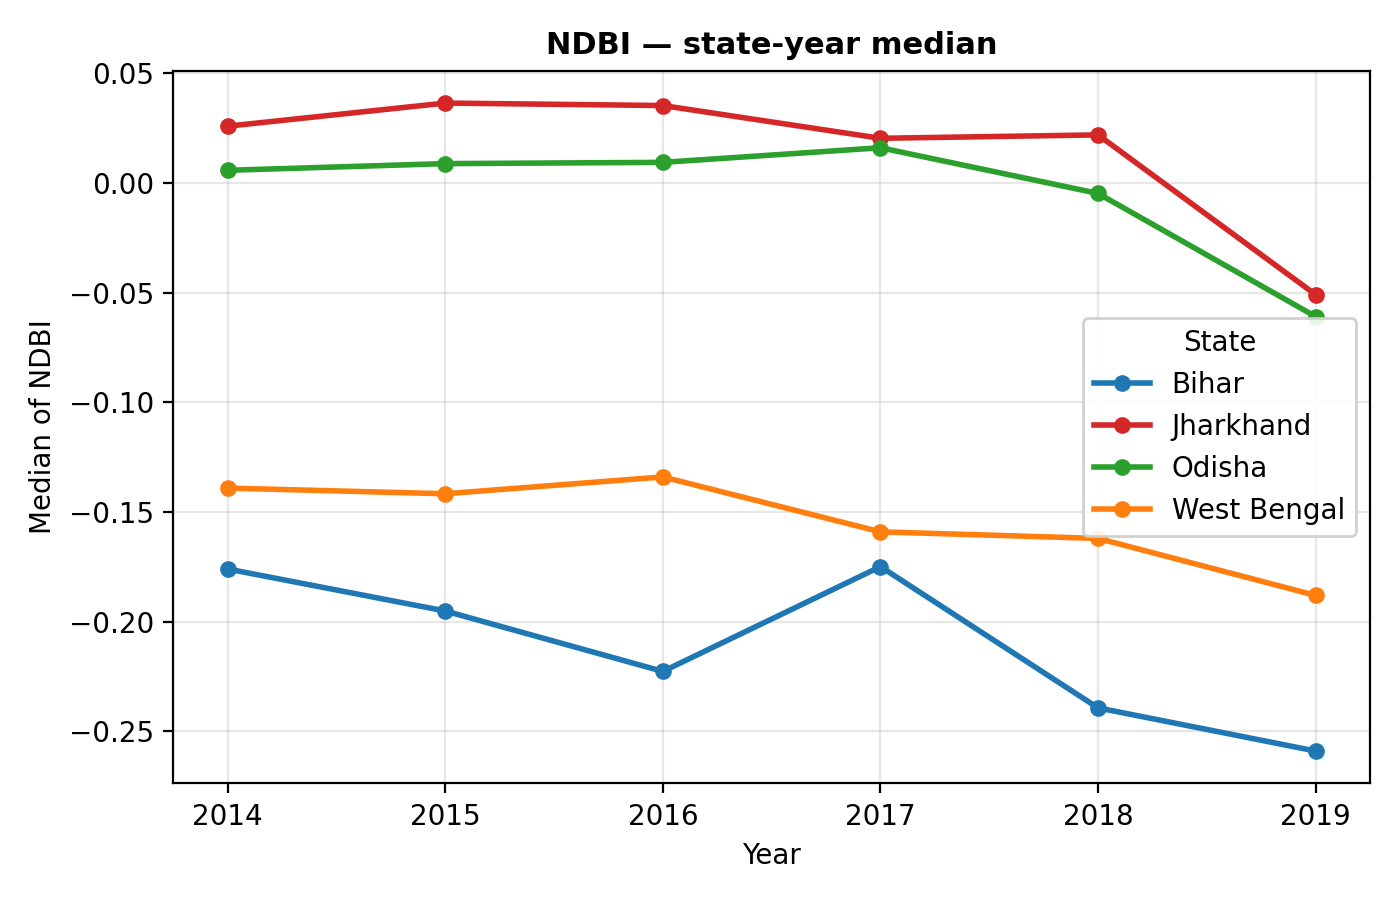 NDBI — state-year median
Median of NDBI
0.05
0.00
−0.05
−0.10
−0.15
−0.20
−0.25
State
Bihar
Jharkhand
Odisha
West Bengal
2014 2015 2016 2017 2018 2019
Year